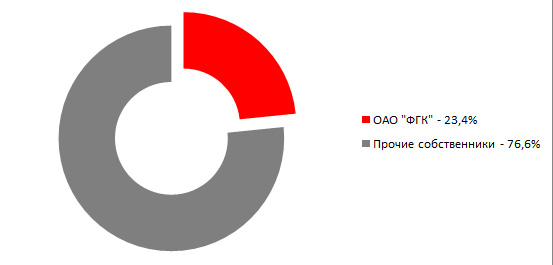 ОАО "ФГК" - 23,4%
Прочие собственники - 76,6%